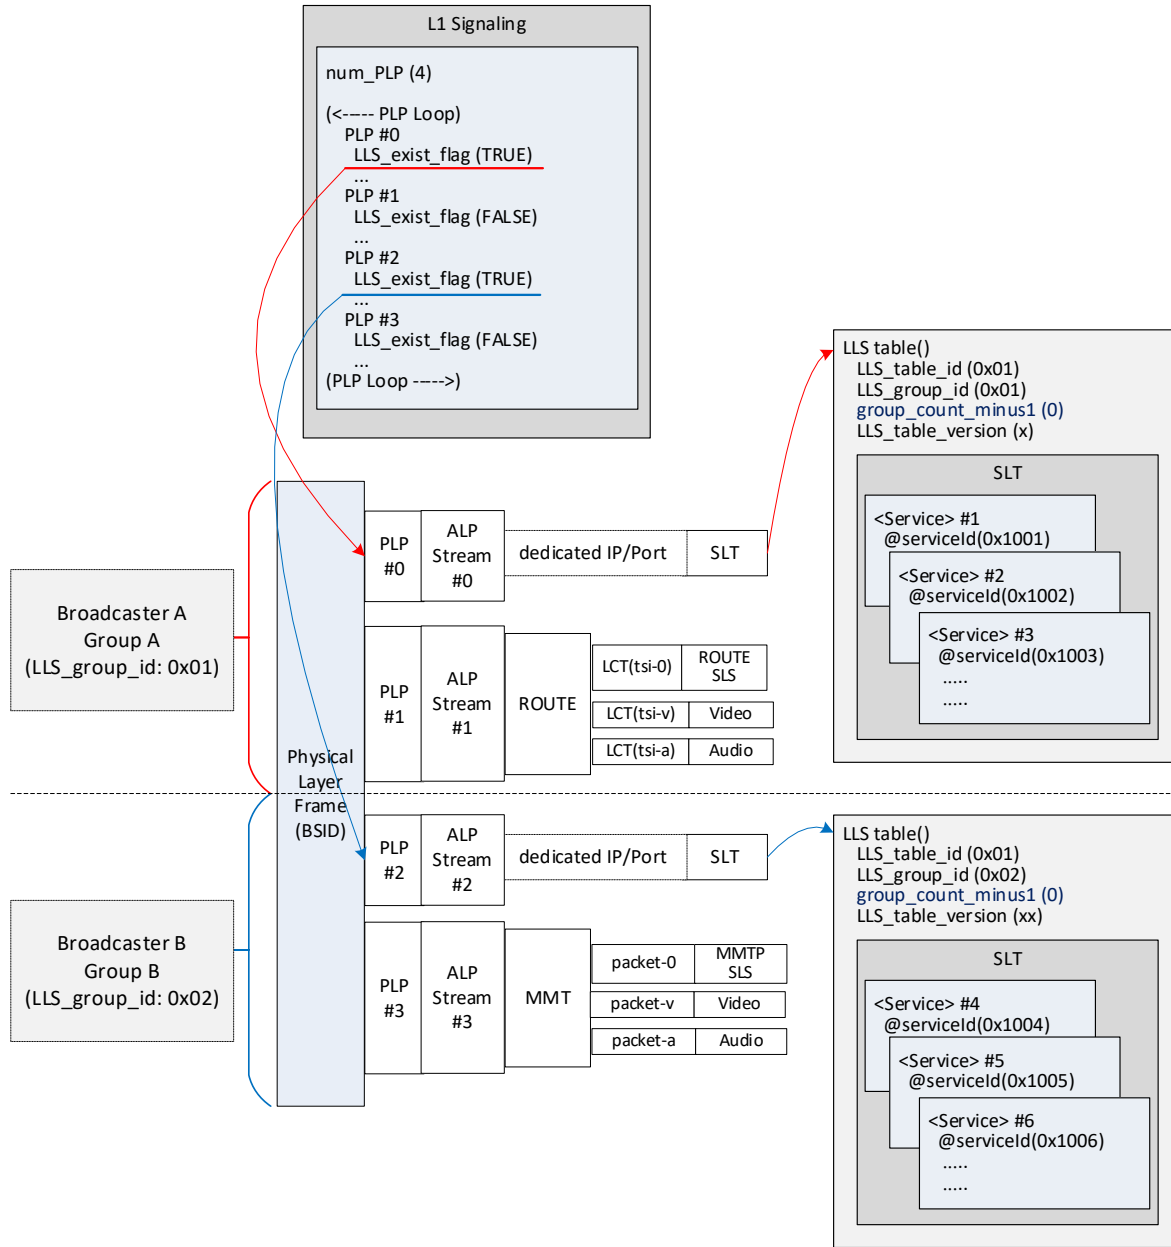 L1 Signaling
num_PLP (4)
(<----- PLP Loop)
PLP #0
LLS_exist_flag (TRUE)
...
PLP #1
LLS_exist_flag (FALSE)
...
PLP #2
LLS_exist_flag (TRUE)
...
PLP #3
LLS_exist_flag (FALSE)
...
(PLP Loop ----->)
Broadcaster A
Group A
(LLS_group_id: 0x01)
Broadcaster B
Group B
(LLS_group_id: 0x02)
Physical
Layer
Frame
(BSID)
PLP
#0
ALP
Stream
#0
dedicated IP/Port
SLT
PLP
#1
ALP
Stream
#1
ROUTE
LCT(tsi-0)
ROUTE
SLS
LCT(tsi-v)
Video
LCT(tsi-a)
Audio
PLP
#2
ALP
Stream
#2
dedicated IP/Port
SLT
PLP
#3
ALP
Stream
#3
MMT
packet-0
MMTP
SLS
packet-v
Video
packet-a
Audio
LLS table()
LLS_table_id (0x01)
LLS_group_id (0x01)
group_count_minus1 (0)
LLS_table_version (x)
SLT
<Service> #1
@serviceId(0x1001)
<Service> #2
@serviceId(0x1002)
<Service> #3
@serviceId(0x1003)
.....
.....
LLS table()
LLS_table_id (0x01)
LLS_group_id (0x02)
group_count_minus1 (0)
LLS_table_version (xx)
SLT
<Service> #4
@serviceId(0x1004)
<Service> #5
@serviceId(0x1005)
<Service> #6
@serviceId(0x1006)
.....
.....